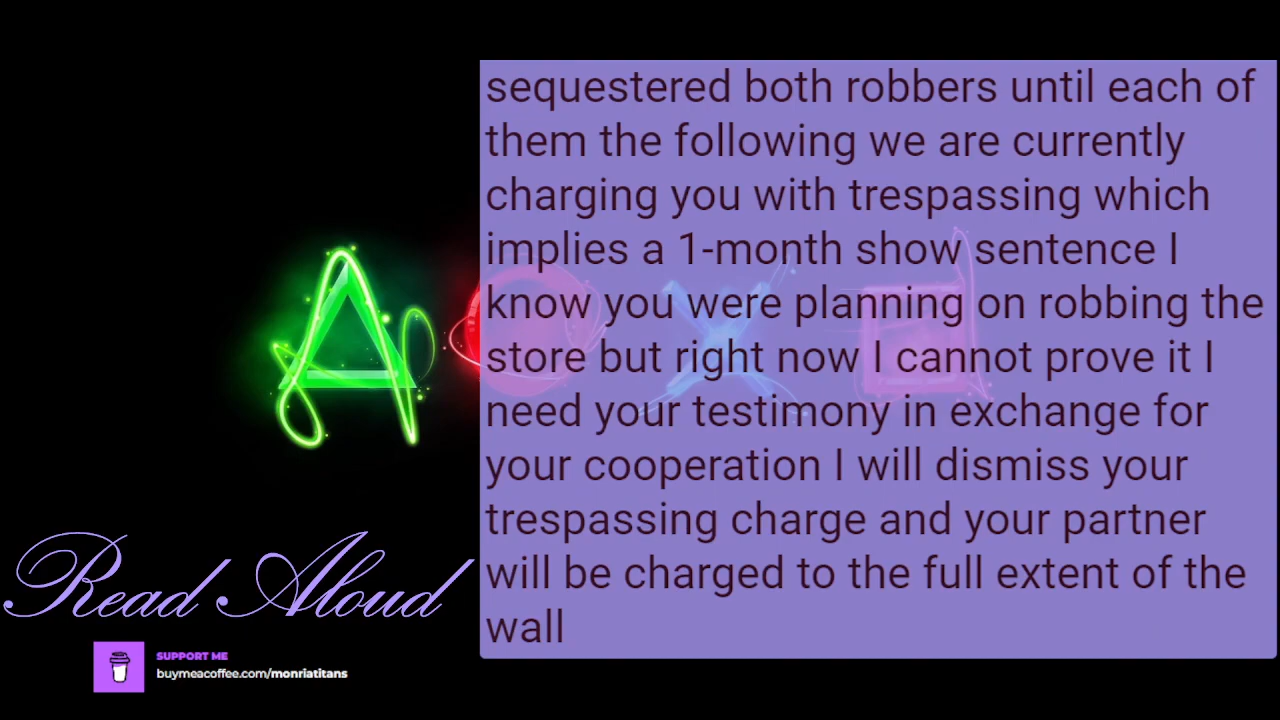 sequestered both robbers until each of
them the following we are currently
charging you with trespassing which
implies a 1-month show sentence I
know you were planning on robbing the
store but right now I cannot prove it I
need your testimony in exchange for
your cooperation I will dismiss your
trespassing charge and your partner
will be charged to the full extent of the
wall
Read Aloud
SUPPORT ME
buymeacoffee.com/monriatitans